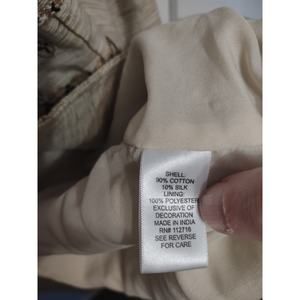 SHELL:
90% COTTON
10% SILK
LINING:
100% POLYESTER
EXCLUSIVE OF
DECORATION
MADE IN INDIA
RN# 112716
SEE REVERSE
FOR CARE